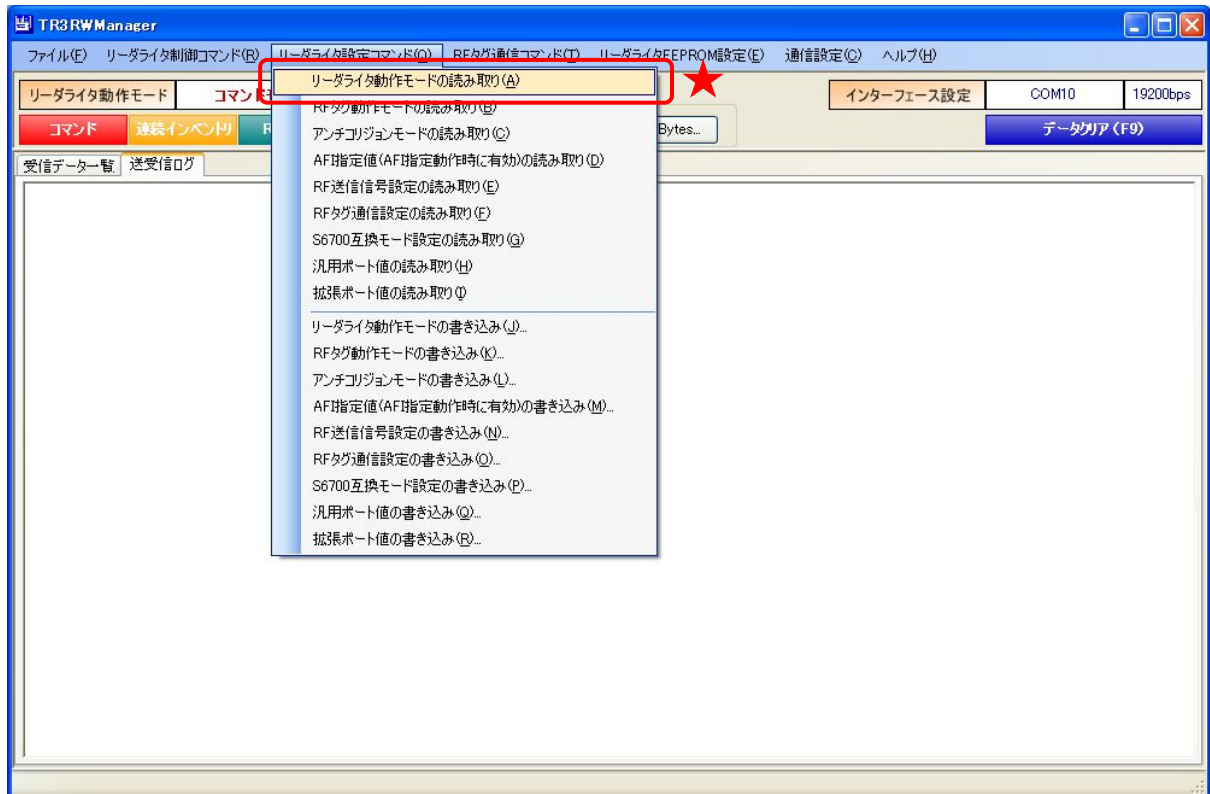 TR3RWManager
ファイル(F) リーダライタ制御コマンド(R) リーダライタ設定コマンド(O) RFタグ通信コマンド(T) リーダライタEEPROM設定(E) 通信設定(C) ヘルプ(H)
リーダライタ動作モード コマンド インターフェース設定 COM10 19200bps
コマンド 連続インベントリ R Bytes... データクリア(F9)
受信データ一覧 送受信ログ
リーダライタ動作モードの読み取り(A)
RFタグ動作モードの読み取り(B)
アンチコリジョンモードの読み取り(C)
AFI指定値(AFI指定動作時に有効)の読み取り(D)
RF送信信号設定の読み取り(E)
RFタグ通信設定の読み取り(F)
S6700互換モード設定の読み取り(G)
汎用ポート値の読み取り(H)
拡張ポート値の読み取り(I)
リーダライタ動作モードの書き込み(J)...
RFタグ動作モードの書き込み(K)...
アンチコリジョンモードの書き込み(L)...
AFI指定値(AFI指定動作時に有効)の書き込み(M)...
RF送信信号設定の書き込み(N)...
RFタグ通信設定の書き込み(O)...
S6700互換モード設定の書き込み(P)...
汎用ポート値の書き込み(Q)...
拡張ポート値の書き込み(R)...